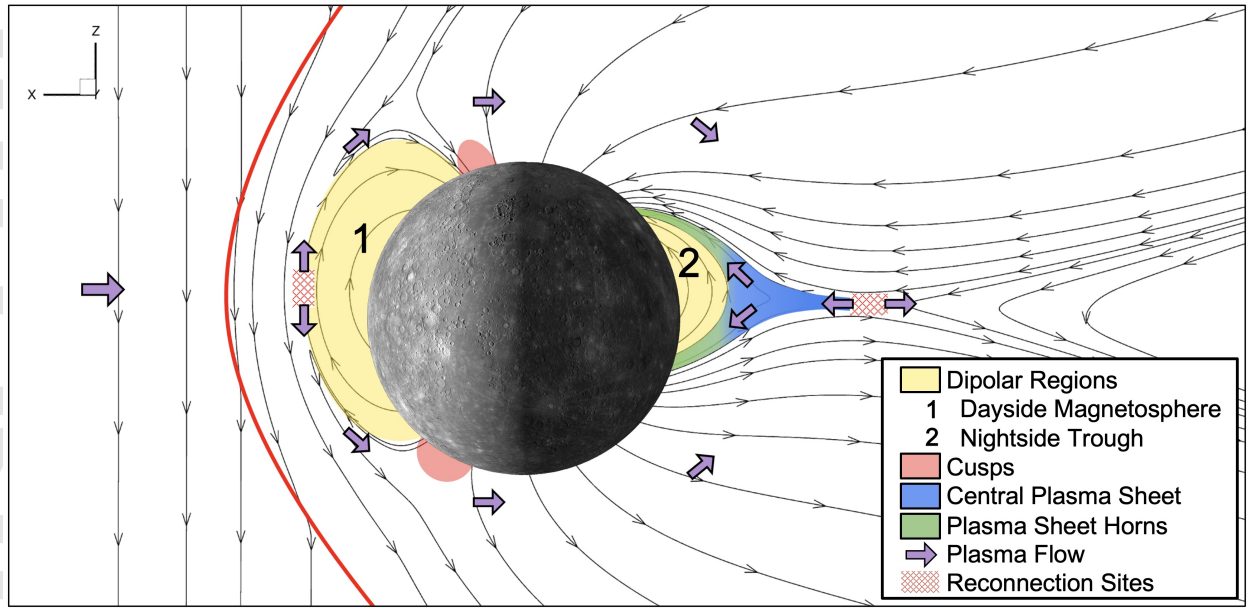 Z
X
1
2
Dipolar Regions
1 Dayside Magnetosphere
2 Nightside Trough
Cusps
Central Plasma Sheet
Plasma Sheet Horns
Plasma Flow
Reconnection Sites